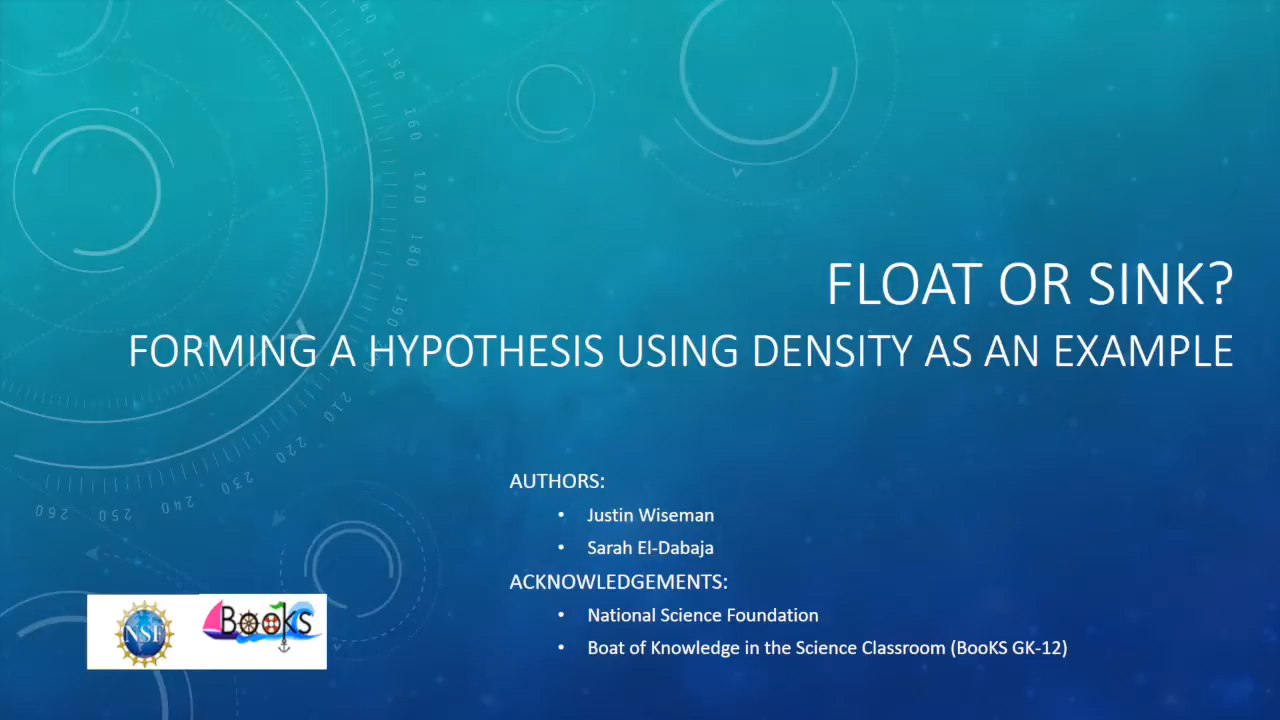 150
160
170
180
190
210
220
230
240
250
260
FLOAT OR SINK?
FORMING A HYPOTHESIS USING DENSITY AS AN EXAMPLE
AUTHORS:
• Justin Wiseman
• Sarah El-Dabaja
ACKNOWLEDGEMENTS:
• National Science Foundation
• Boat of Knowledge in the Science Classroom (BooKS GK-12)
NSF
BooKS